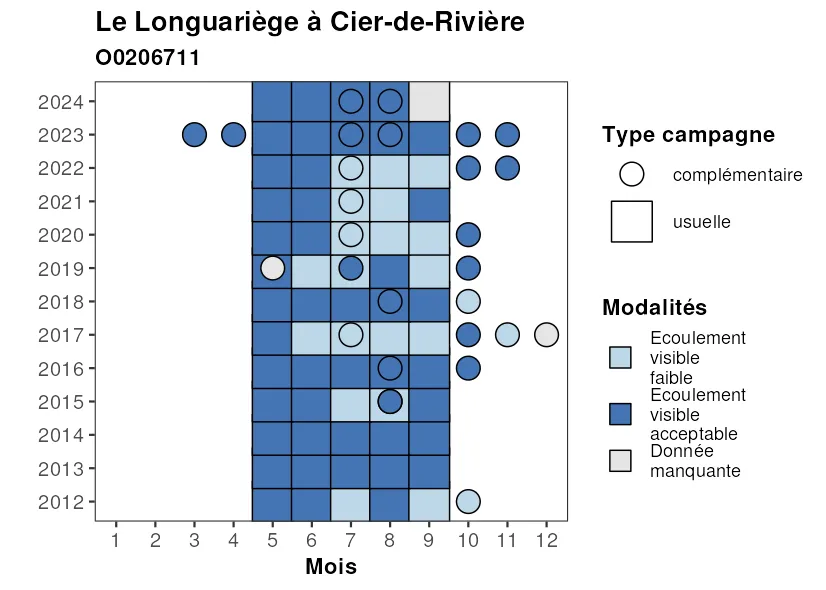 Le Longuariège à Cier-de-Rivière
O0206711
2024
2023
2022
2021
2020
2019
2018
2017
2016
2015
2014
2013
2012
1 2 3 4 5 6 7 8 9 10 11 12
Mois
Type campagne
complémentaire
usuelle
Modalités
Ecoulement
visible
faible
Ecoulement
visible
acceptable
Donnée
manquante